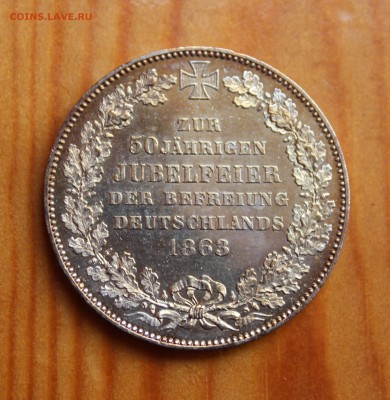 COINS.LAVE.RU
ZUR
50JÄHRIGEN
JUBELFEIER
DER BEFREIUNG
DEUTSCHLANDS
1863